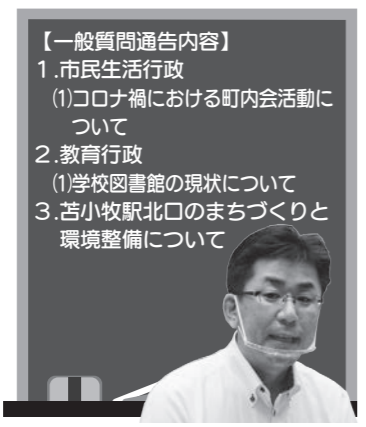 【一般質問通告内容】
1.市民生活行政
⑴コロナ禍における町内会活動に
ついて
2.教育行政
⑴学校図書館の現状について
3.苫小牧駅北口のまちづくりと
環境整備について